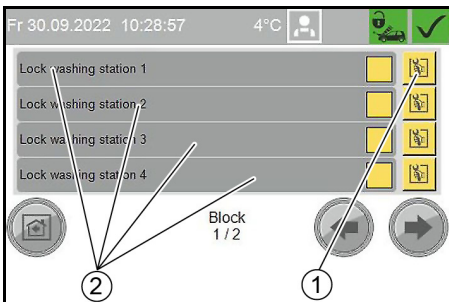 Fr 30.09.2022 10:28:57 4°C
Lock washing station 1
Lock washing station 2
Lock washing station 3
Lock washing station 4
Block
1 / 2
2
1